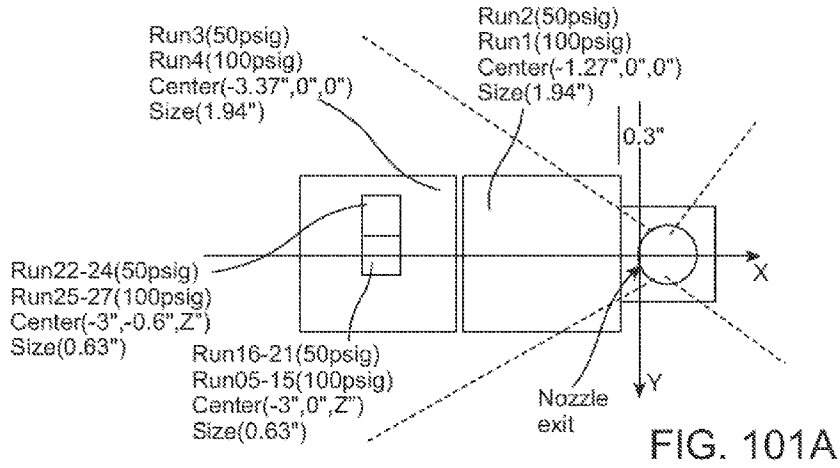 Run3(50psig)
Run4(100psig)
Center(-3.37",0",0")
Size(1.94")
Run2(50psig)
Run1(100psig)
Center(-1.27",0",0")
Size(1.94")
0.3"
X
Run22-24(50psig)
Run25-27(100psig)
Center(-3",-0.6",Z")
Size(0.63")
Run16-21(50psig)
Run05-15(100psig)
Center(-3",0",Z")
Size(0.63")
Nozzle
exit
Y
FIG. 101A